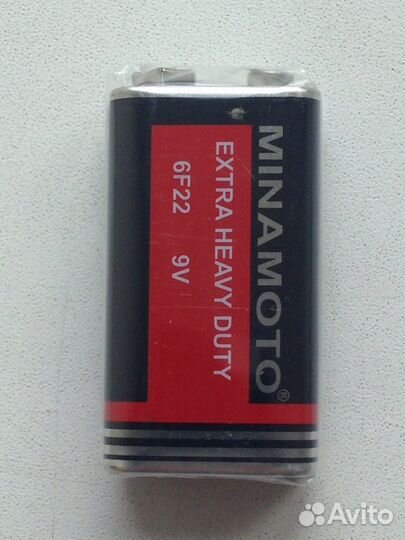 MINAMOTO®
EXTRA HEAVY DUTY
6F22 9V
Avito